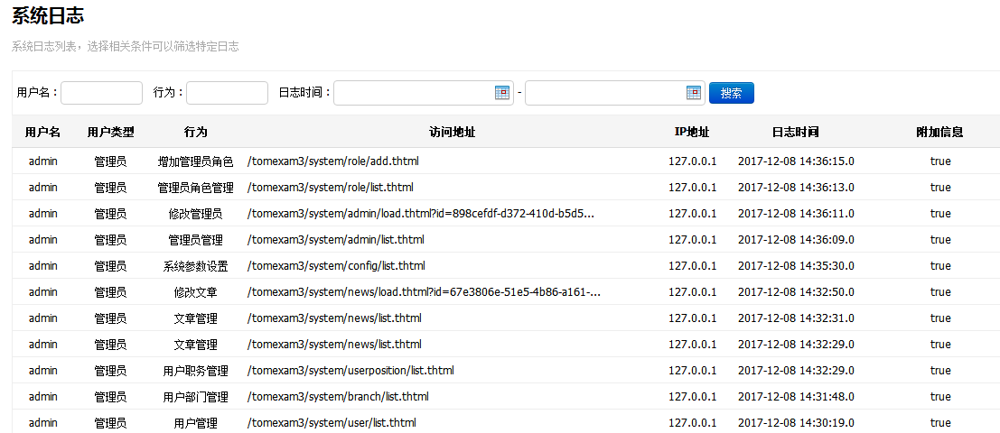 系统日志
系统日志列表，选择相关条件可以筛选特定日志
用户名： 行为： 日志时间： - 搜索
用户名 用户类型 行为 访问地址 IP地址 日志时间 附加信息
admin 管理员 增加管理员角色 /tomexam3/system/role/add.thtml 127.0.0.1 2017-12-08 14:36:15.0 true
admin 管理员 管理员角色管理 /tomexam3/system/role/list.thtml 127.0.0.1 2017-12-08 14:36:13.0 true
admin 管理员 修改管理员 /tomexam3/system/admin/load.thtml?id=898cefdf-d372-410d-b5d5... 127.0.0.1 2017-12-08 14:36:11.0 true
admin 管理员 管理员管理 /tomexam3/system/admin/list.thtml 127.0.0.1 2017-12-08 14:36:09.0 true
admin 管理员 系统参数设置 /tomexam3/system/config/list.thtml 127.0.0.1 2017-12-08 14:35:30.0 true
admin 管理员 修改文章 /tomexam3/system/news/load.thtml?id=67e3806e-51e5-4b86-a161-... 127.0.0.1 2017-12-08 14:32:50.0 true
admin 管理员 文章管理 /tomexam3/system/news/list.thtml 127.0.0.1 2017-12-08 14:32:31.0 true
admin 管理员 文章管理 /tomexam3/system/news/list.thtml 127.0.0.1 2017-12-08 14:32:29.0 true
admin 管理员 用户职务管理 /tomexam3/system/userposition/list.thtml 127.0.0.1 2017-12-08 14:32:29.0 true
admin 管理员 用户部门管理 /tomexam3/system/branch/list.thtml 127.0.0.1 2017-12-08 14:31:48.0 true
admin 管理员 用户管理 /tomexam3/system/user/list.thtml 127.0.0.1 2017-12-08 14:30:19.0 true